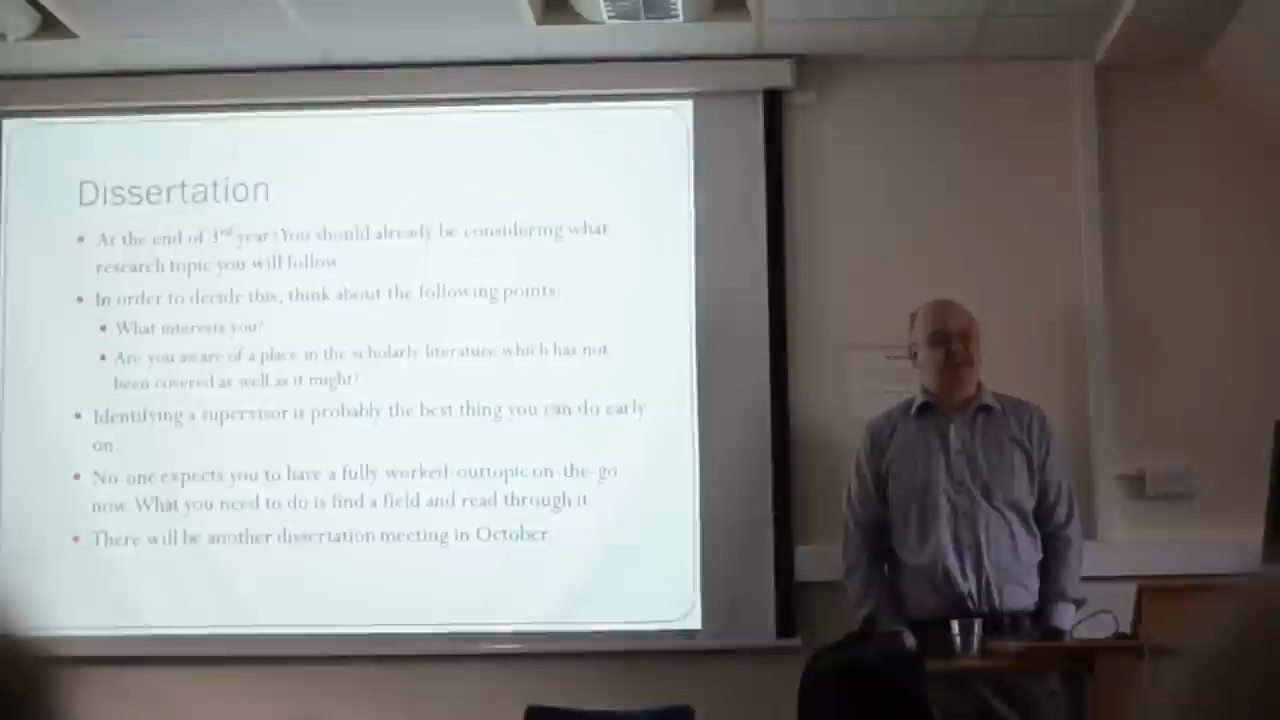 Dissertation
At the end of 3rd year! You should already be considering what
research topic you will follow
In order to decide this, think about the following points:
What interests you?
Are you aware of a place in the scholarly literature which has not
been covered as well as it might?
Identifying a supervisor is probably the best thing you can do early
on.
No-one expects you to have a fully worked-out topic on-the-go
now. What you need to do is find a field and read through it
There will be another dissertation meeting in October